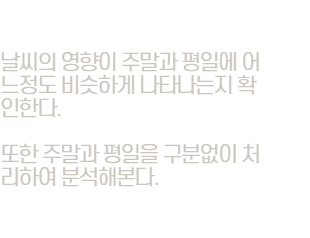 날씨의 영향이 주말과 평일에 어
느정도 비슷하게 나타나는지 확
인한다.
또한 주말과 평일을 구분없이 처
리하여 분석해본다.